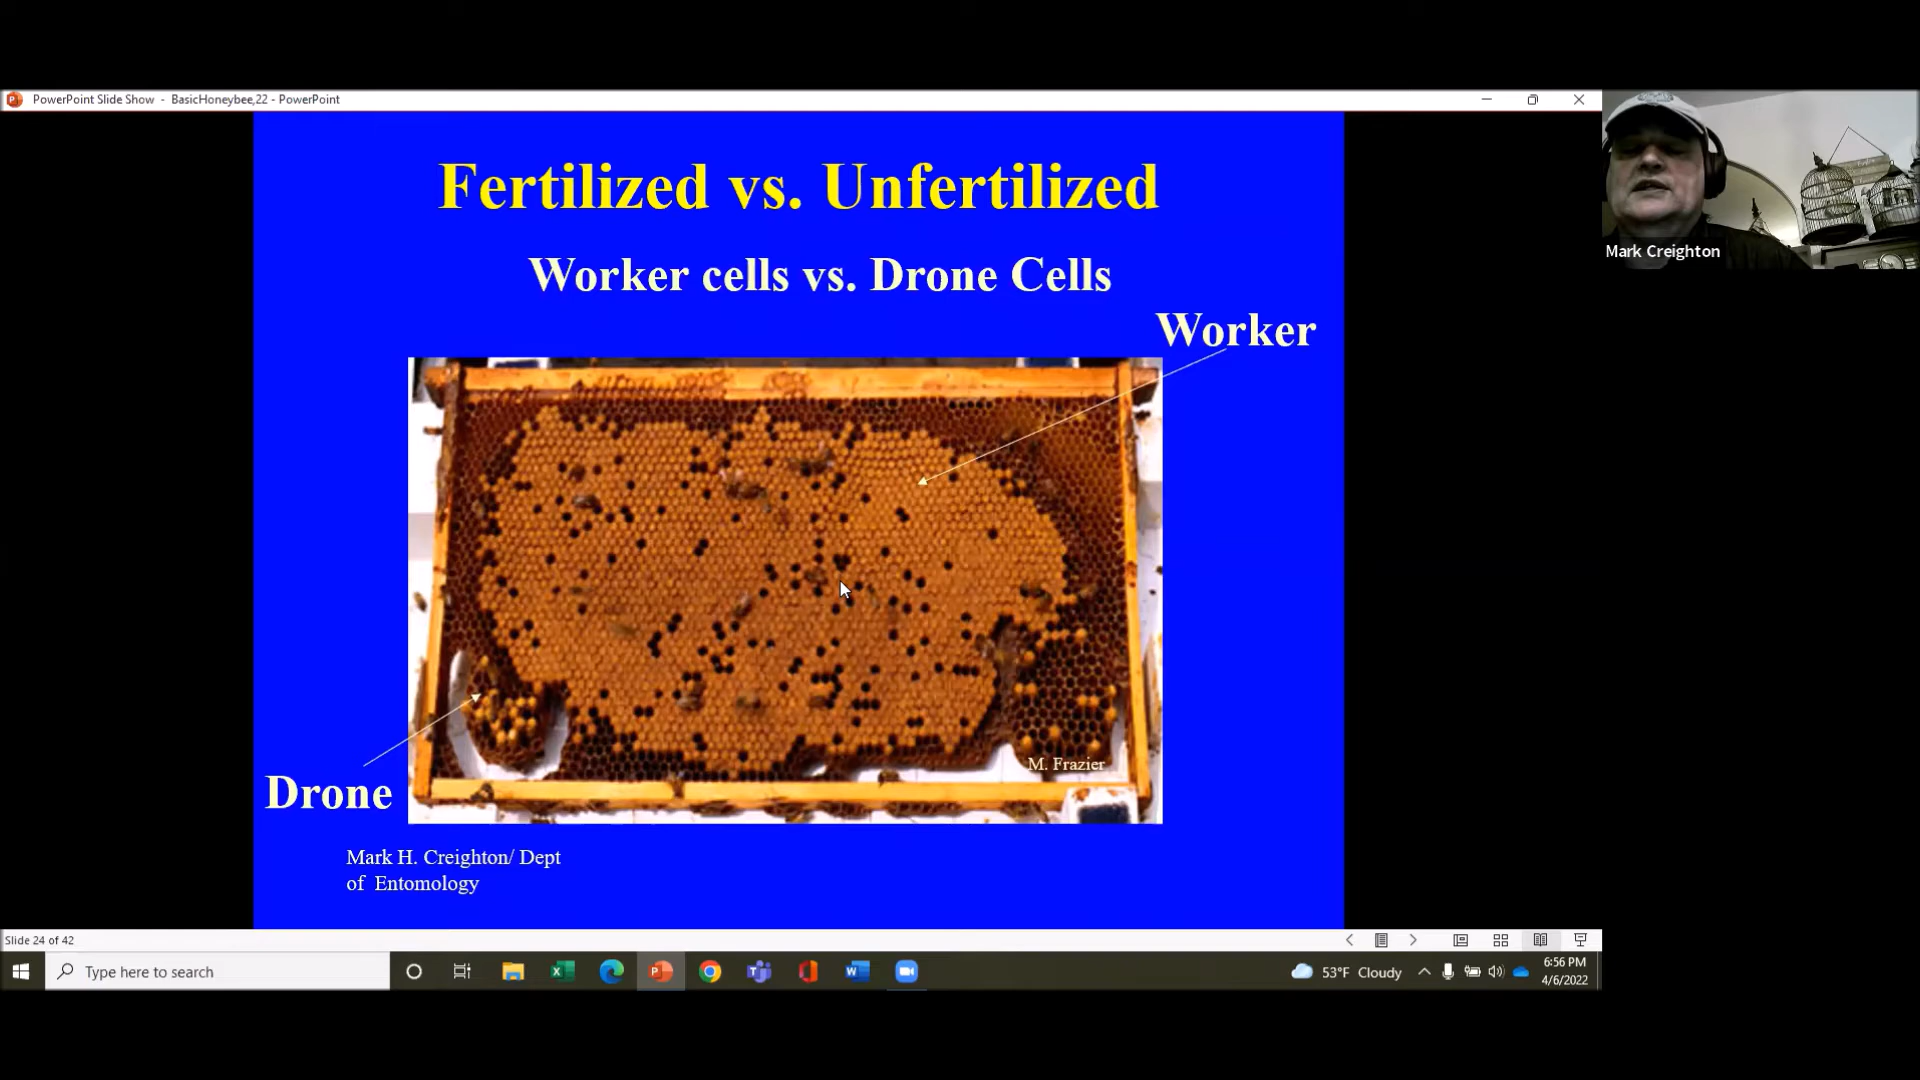 PowerPoint Slide Show - BasicHoneybee,22 - PowerPoint
Fertilized vs. Unfertilized
Worker cells vs. Drone Cells
Worker
Mark Creighton
M. Frazier
Drone
Mark H. Creighton/ Dept
of Entomology
Slide 24 of 42
Type here to search
53°F Cloudy
6:56 PM
4/6/2022